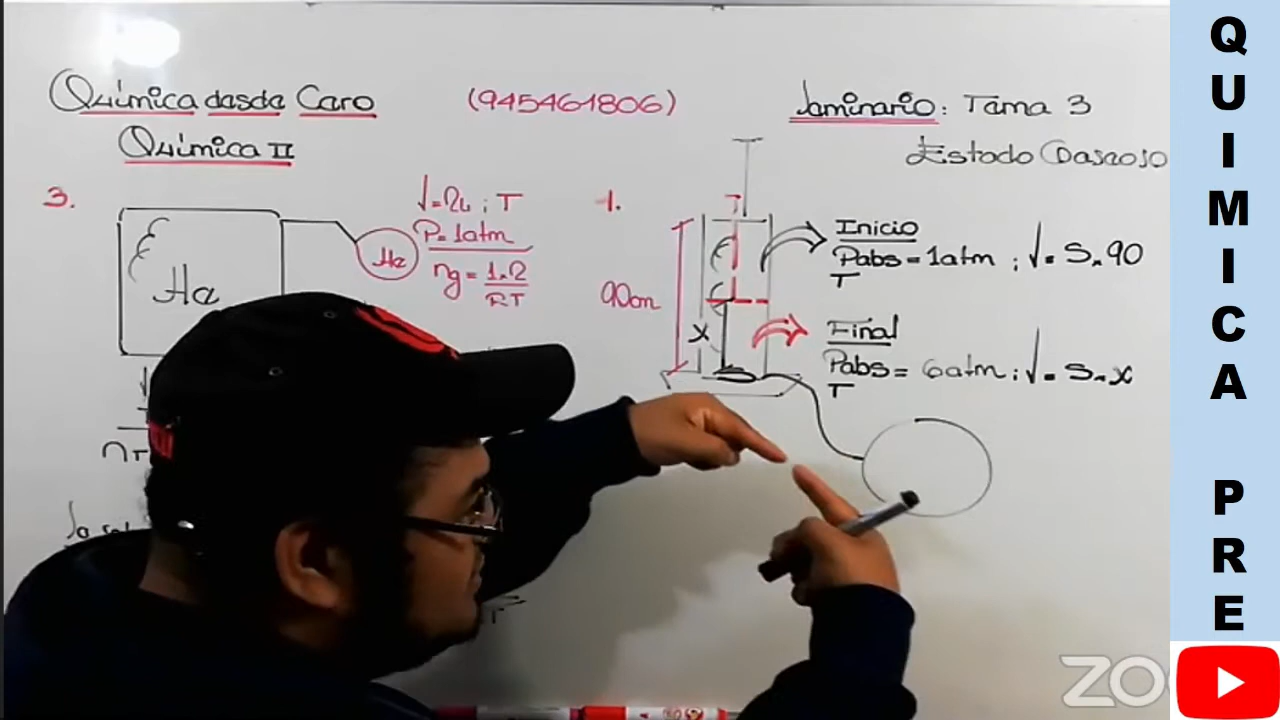 Química desde Cero
(945461806)
Seminario: Tema 3
Química II
Estado Gaseoso
3.
V=2L ; T
P=1atm
He
He
ng = 1.2
RT
1.
90cm
x
Inicio
Pabs = 1atm ; V = S.90
T
Final
Pabs = 6atm ; V = S.x
T
QUIMICA PRE